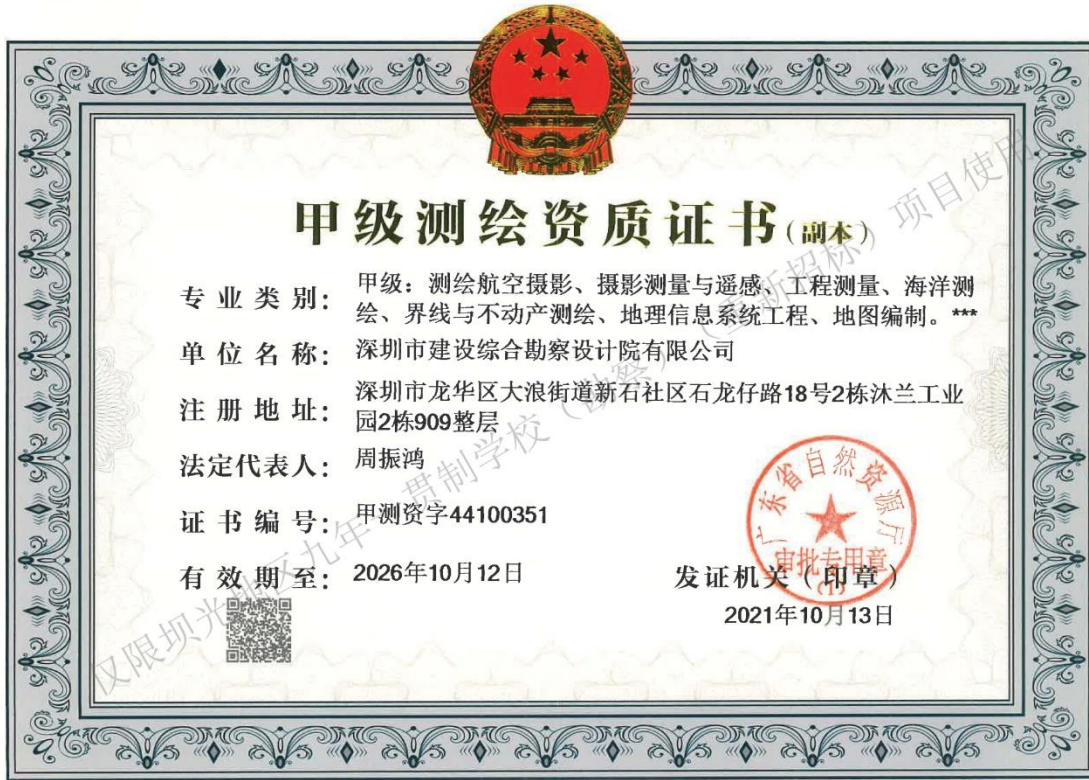 甲级测绘资质证书(副本)
专业类别：甲级：测绘航空摄影、摄影测量与遥感、工程测量、海洋测
绘、界线与不动产测绘、地理信息系统工程、地图编制。***
单位名称：深圳市建设综合勘察设计院有限公司
注册地址：深圳市龙华区大浪街道新石社区石龙仔路18号2栋沐兰工业
园2栋909整层
法定代表人：周振鸿
证书编号：甲测资字44100351
有效期至：2026年10月12日
发证机关（印章）
2021年10月13日
广东省自然资源厅
审批专用章
(1)
仅限坝光地区九年一贯制学校（勘察）（重新招标）项目使用